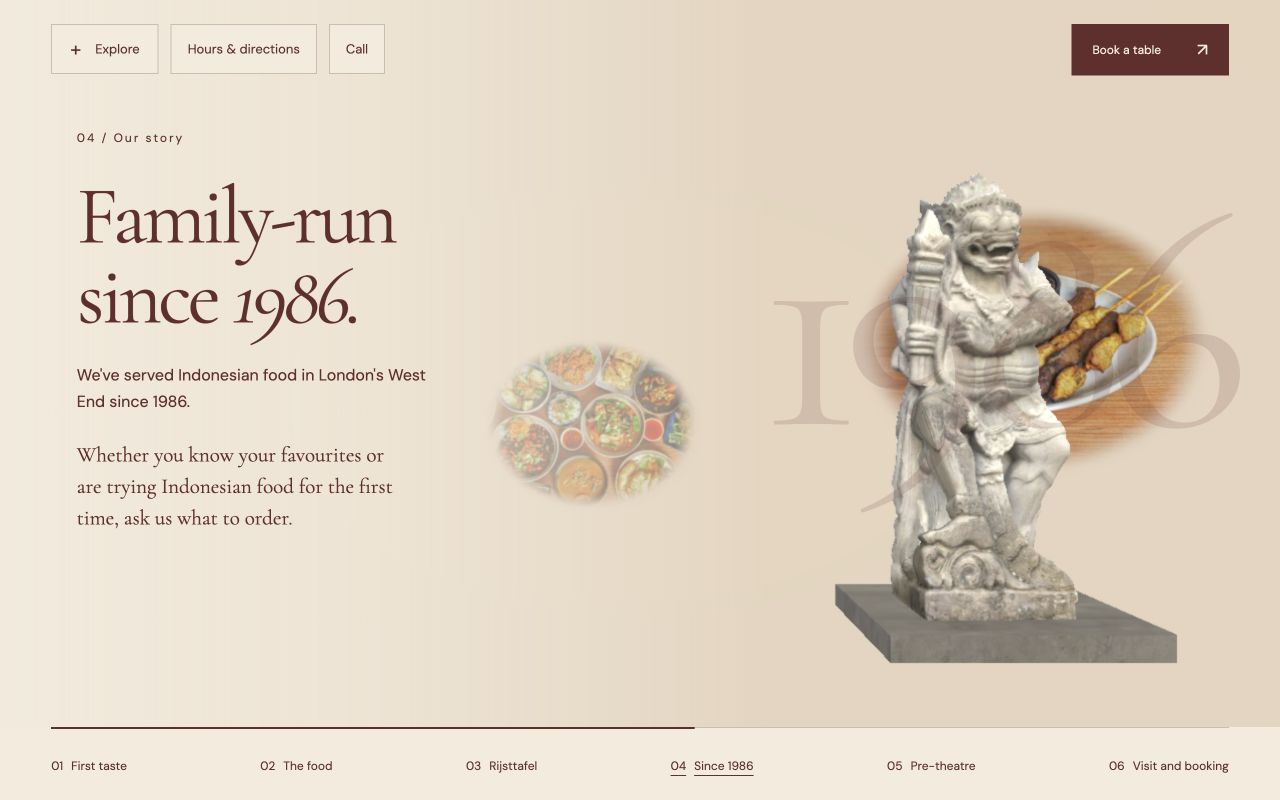 Explore
Hours & directions
Call
Book a table
04 / Our story
Family-run
since 1986.
1986
We've served Indonesian food in London's West
End since 1986.
Whether you know your favourites or
are trying Indonesian food for the first
time, ask us what to order.
01 First taste
02 The food
03 Rijsttafel
04 Since 1986
05 Pre-theatre
06 Visit and booking